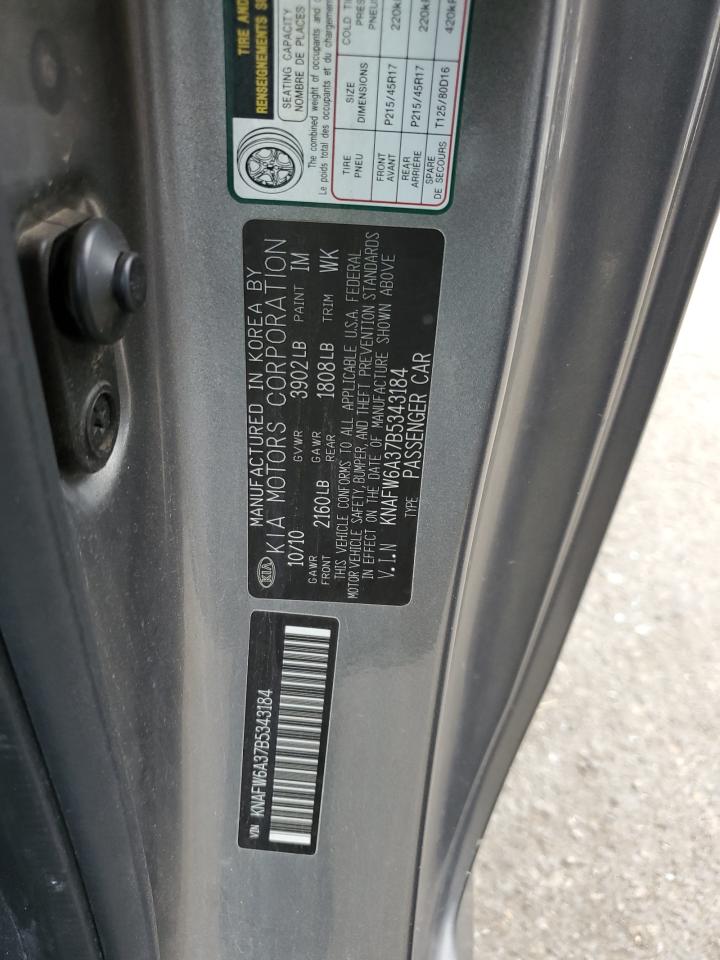 TIRE AND
RENSEIGNEMENTS SU
SEATING CAPACITY
NOMBRE DE PLACES
The combined weight of occupants and
Le poids total des occupants et du chargement
TIRE SIZE COLD
PNEU DIMENSIONS
FRONT
AVANT P215/45R17
REAR
ARRIÈRE P215/45R17
SPARE
DE SECOURS T125/80D16
KIA
MANUFACTURED IN KOREA BY
KIA MOTORS CORPORATION
10/10 GVWR 3902LB PAINT IM
GAWR
FRONT 2160LB GAWR
REAR 1808LB TRIM WK
THIS VEHICLE CONFORMS TO ALL APPLICABLE U.S.A. FEDERAL
MOTOR VEHICLE SAFETY, BUMPER, AND THEFT PREVENTION STANDARDS
IN EFFECT ON THE DATE OF MANUFACTURE SHOWN ABOVE
V.I.N KNAFW6A37B5343184
TYPE PASSENGER CAR
VIN KNAFW6A37B5343184